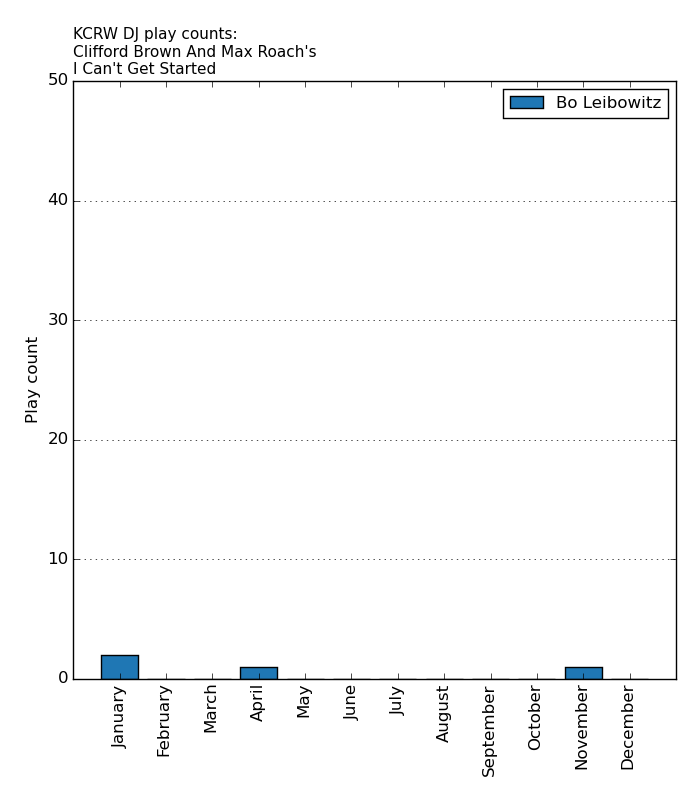 KCRW DJ play counts:
Clifford Brown And Max Roach's
I Can't Get Started
Bo Leibowitz
50
40
30
20
10
0
Play count
January
February
March
April
May
June
July
August
September
October
November
December